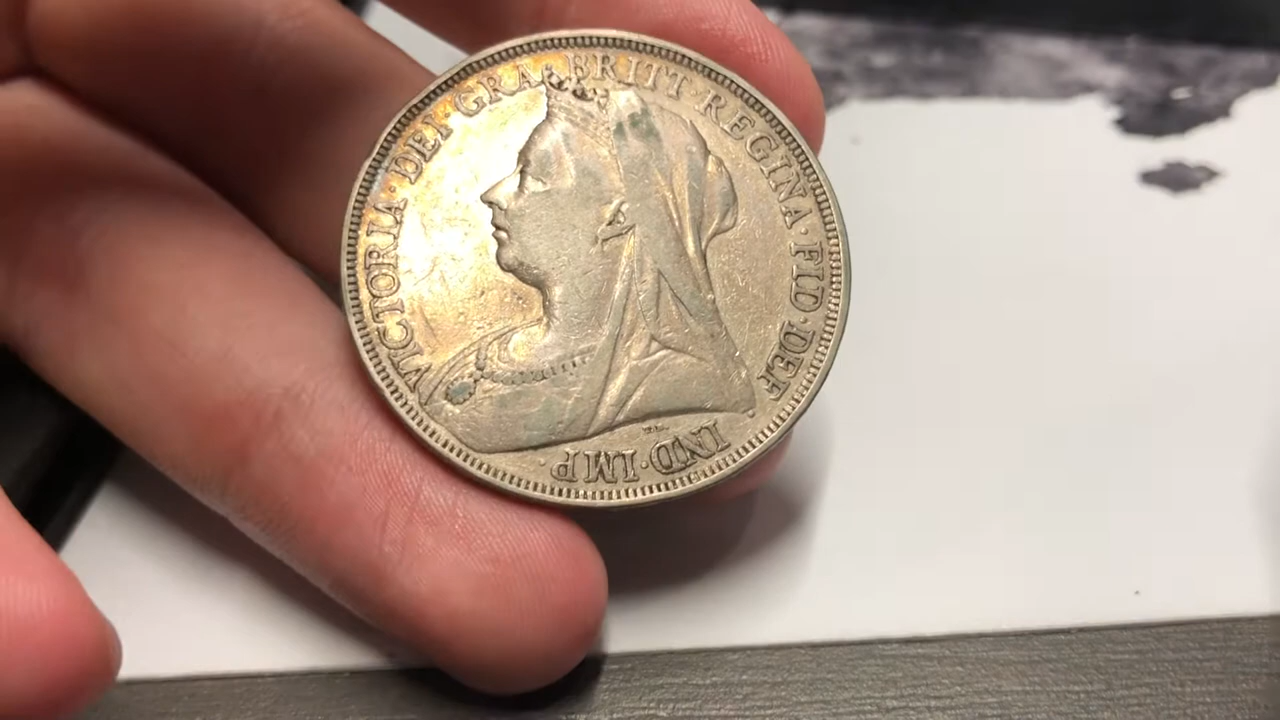 VICTORIA · DEI · GRA · BRITT · REGINA · FID · DEF · IND · IMP ·
T.B.